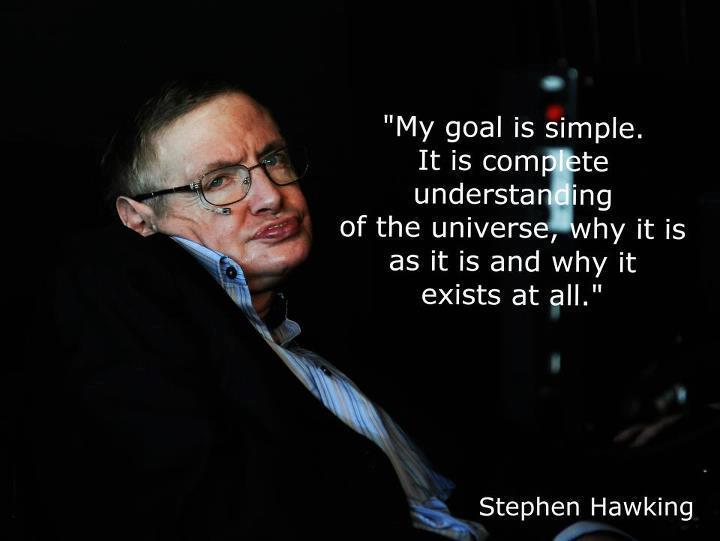 "My goal is simple.
It is complete
understanding
of the universe, why it is
as it is and why it
exists at all."
Stephen Hawking